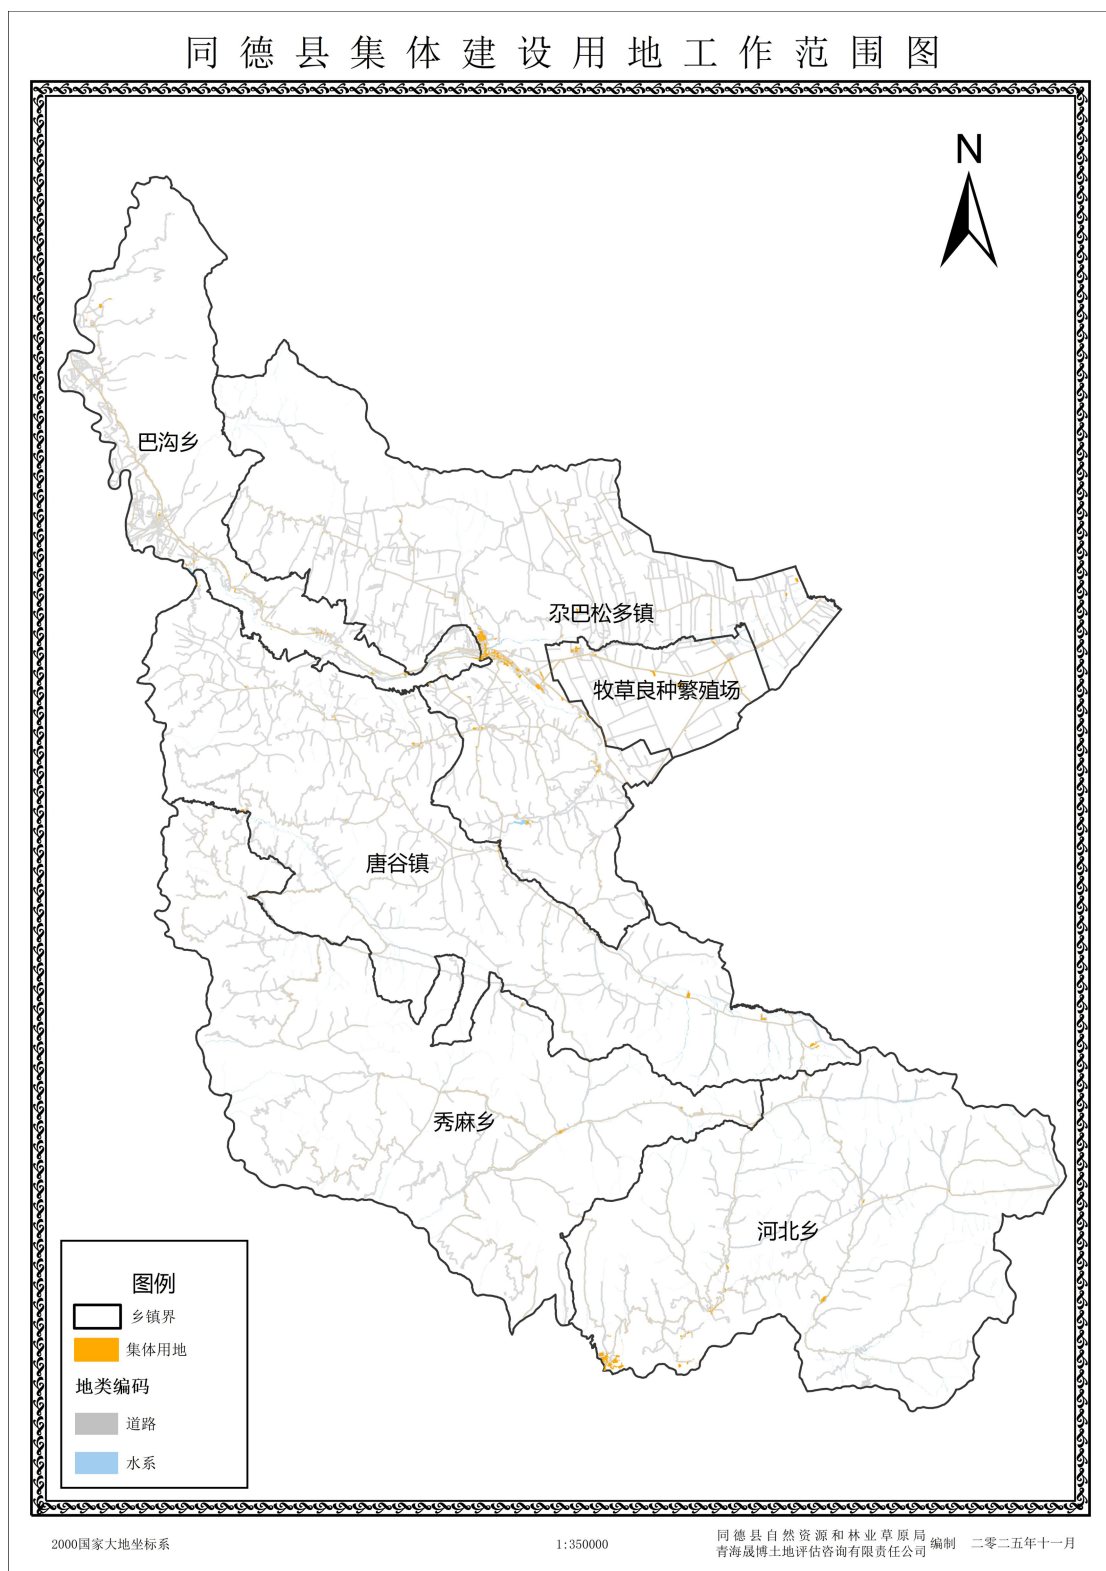 同德县集体建设用地工作范围图
N
巴沟乡
尕巴松多镇
牧草良种繁殖场
唐谷镇
秀麻乡
河北乡
图例
乡镇界
集体用地
地类编码
道路
水系
2000国家大地坐标系
1:350000
同德县自然资源和林业草原局
青海晟博土地评估咨询有限责任公司
编制
二零二五年十一月